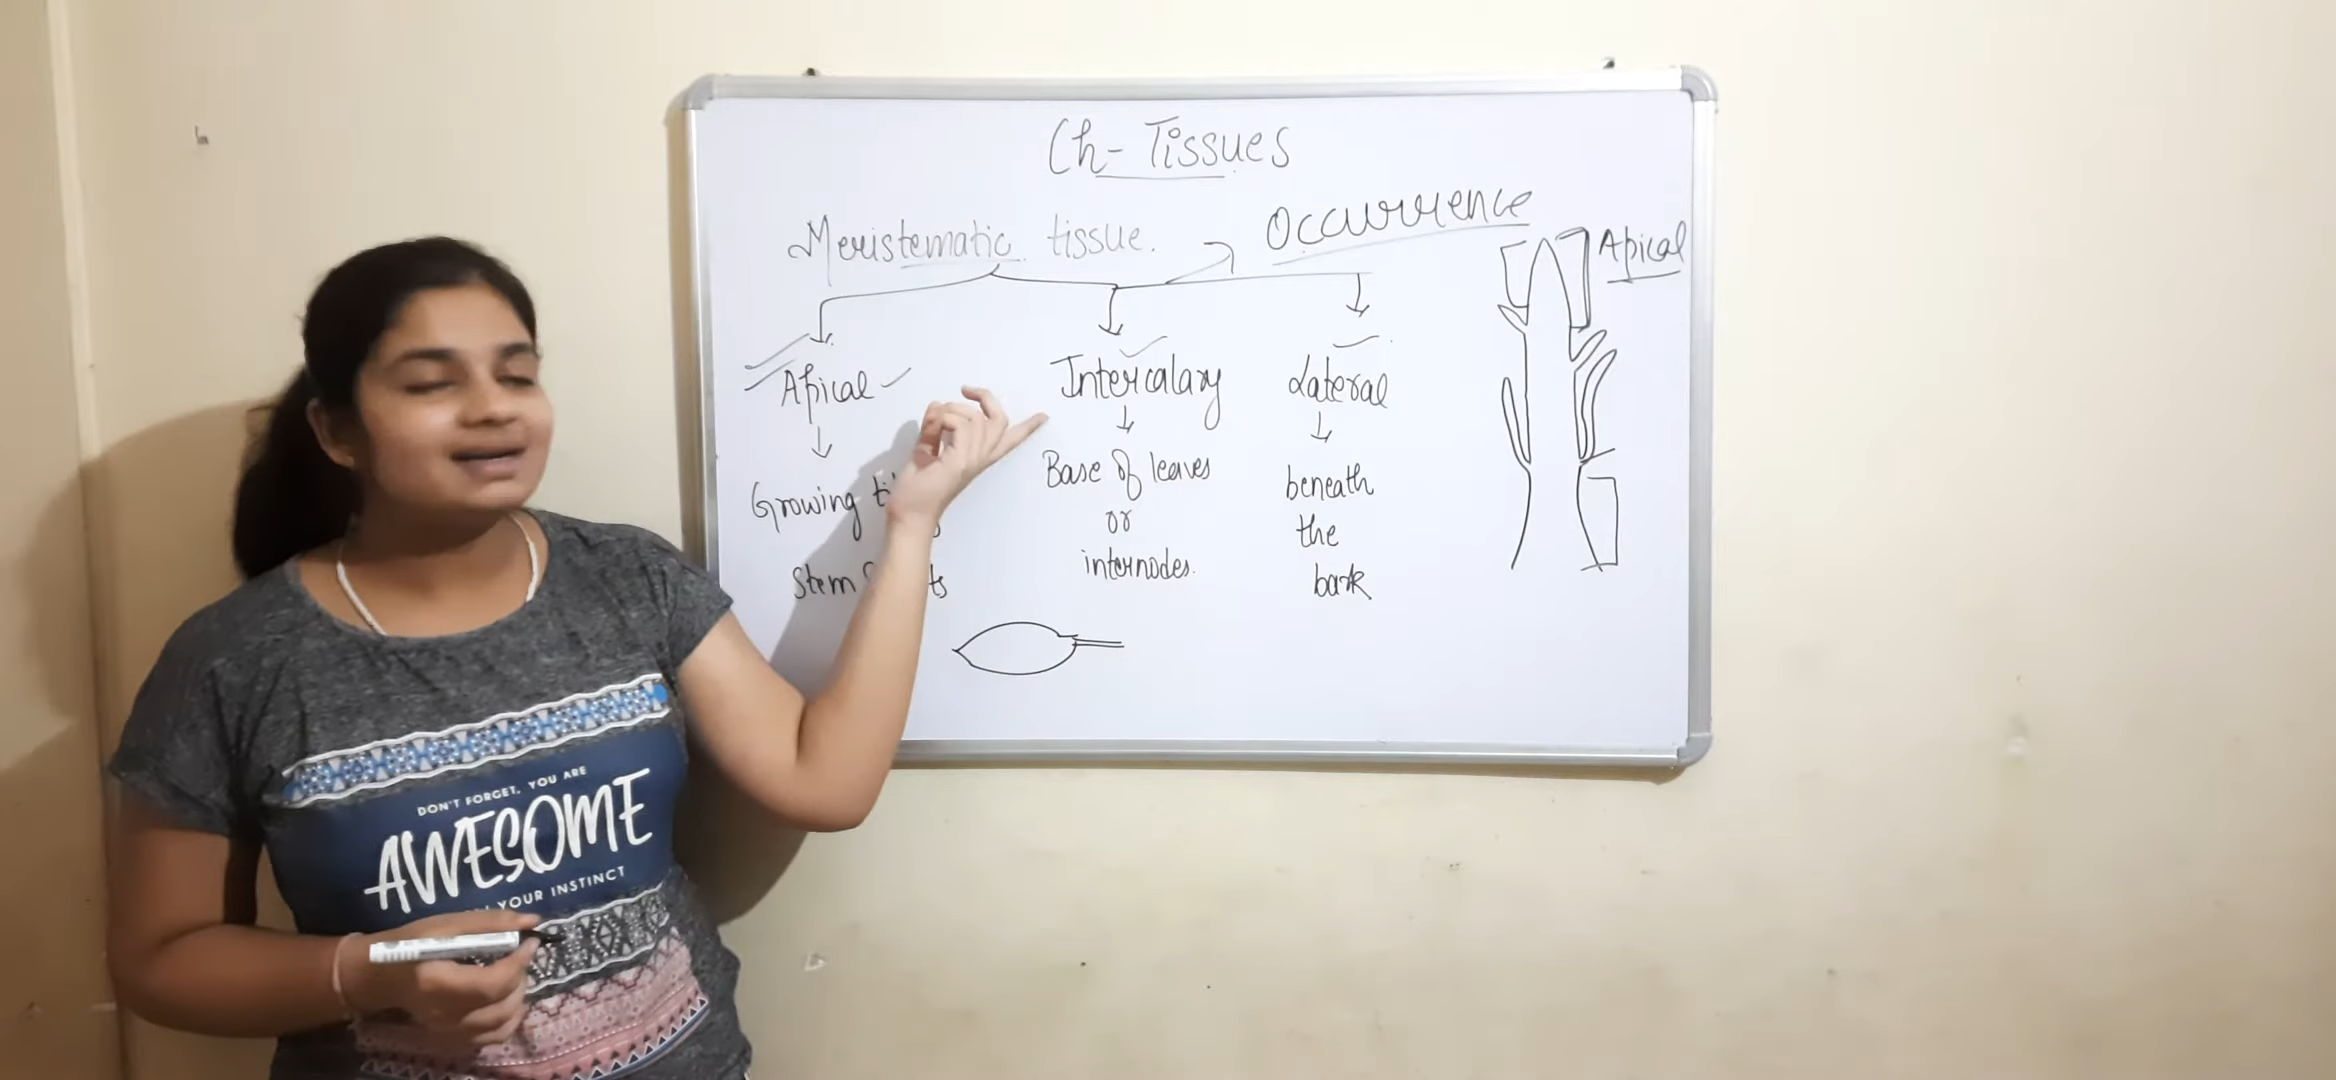 Ch- Tissues
Meristematic tissue.
Occurrence
Apical
Apical
Intercalary
Lateral
Growing
Stem
Base of leaves
or
internodes.
beneath
the
bark
DON'T FORGET, YOU ARE
AWESOME
YOUR INSTINCT